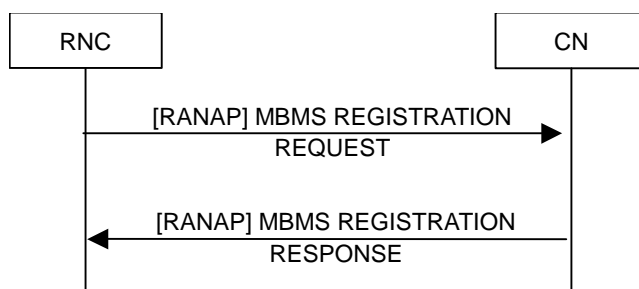 RNC
CN
[RANAP] MBMS REGISTRATION
REQUEST
[RANAP] MBMS REGISTRATION
RESPONSE